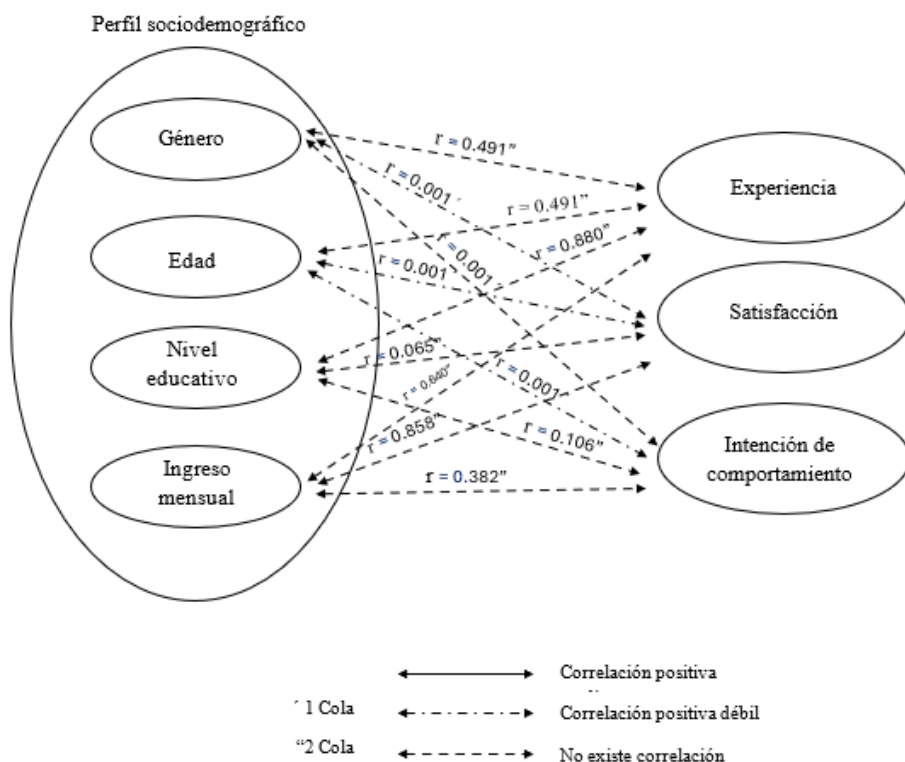 Perfil sociodemográfico
Género
Edad
Nivel
educativo
Ingreso
mensual
r = 0.491”
r = 0.001´
r = 0.491”
r = 0.001
r = 0.880”
r = 0.001
r = 0.065”
r = 0.640”
r = 0.001
r = 0.858”
r = 0.106”
r = 0.382”
Experiencia
Satisfacción
Intención de
comportamiento
Correlación positiva
´ 1 Cola
Correlación positiva débil
“2 Cola
No existe correlación